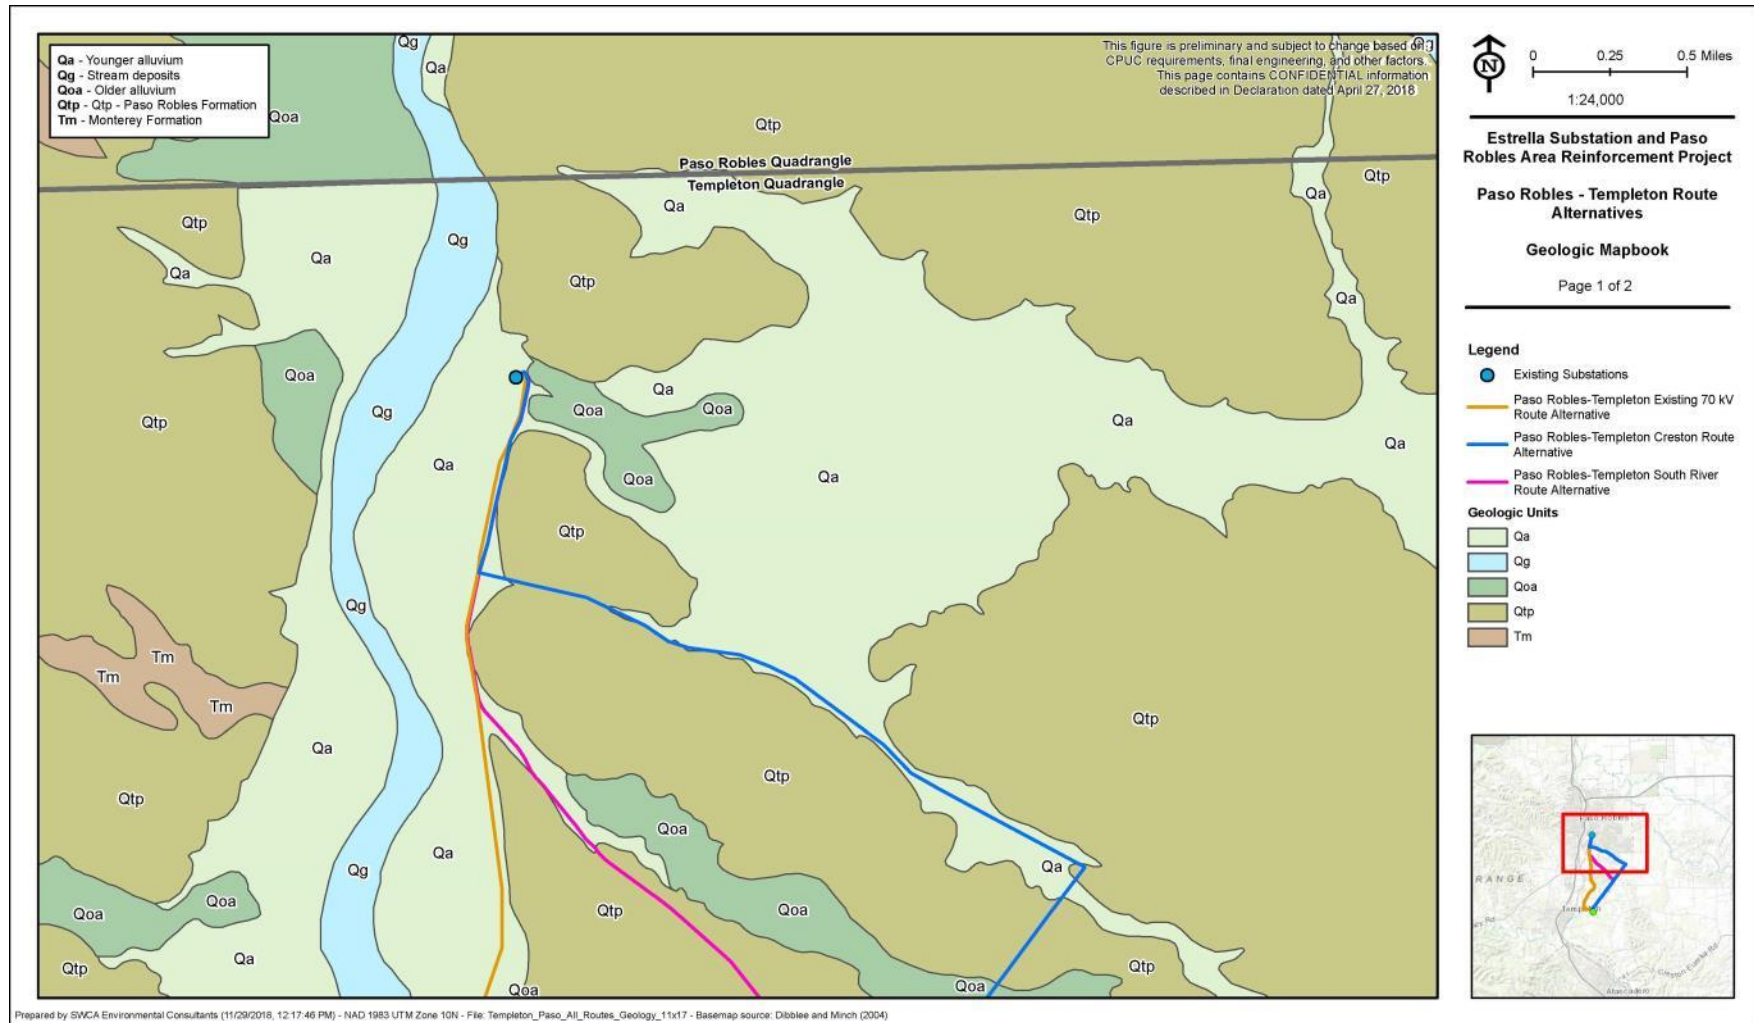 Qa - Younger alluvium
Qg - Stream deposits
Qoa - Older alluvium
Qtp - Qtp - Paso Robles Formation
Tm - Monterey Formation
This figure is preliminary and subject to change based on
CPUC requirements, final engineering, and other factors.
This page contains CONFIDENTIAL information
described in Declaration dated April 27, 2018
Qg
Qg
Qa
Qoa
Qtp
Paso Robles Quadrangle
Templeton Quadrangle
Qtp
Qa
Qa
Qtp
Qtp
Qg
Qa
Qa
Qtp
Qa
Qoa
Qa
Qoa
Qoa
Qg
Qtp
Qa
Qa
Qa
Qa
Qoa
Qtp
Qg
Tm
Tm
Tm
Qtp
Qa
Qtp
Qtp
Qoa
Qa
Qg
Qa
Qoa
Qoa
Qtp
Qoa
Qa
Qtp
Qtp
Qoa
Qoa
N
0 0.25 0.5 Miles
1:24,000
Estrella Substation and Paso
Robles Area Reinforcement Project
Paso Robles - Templeton Route
Alternatives
Geologic Mapbook
Page 1 of 2
Legend
Existing Substations
Paso Robles-Templeton Existing 70 kV
Route Alternative
Paso Robles-Templeton Creston Route
Alternative
Paso Robles-Templeton South River
Route Alternative
Geologic Units
Qa
Qg
Qoa
Qtp
Tm
Paso Robles
RANGE
Templeton
Creston Eureka Rd
Atascadero
Prepared by SWCA Environmental Consultants (11/29/2018, 12:17:46 PM) - NAD 1983 UTM Zone 10N - File: Templeton_Paso_All_Routes_Geology_11x17 - Basemap source: Dibblee and Minch (2004)